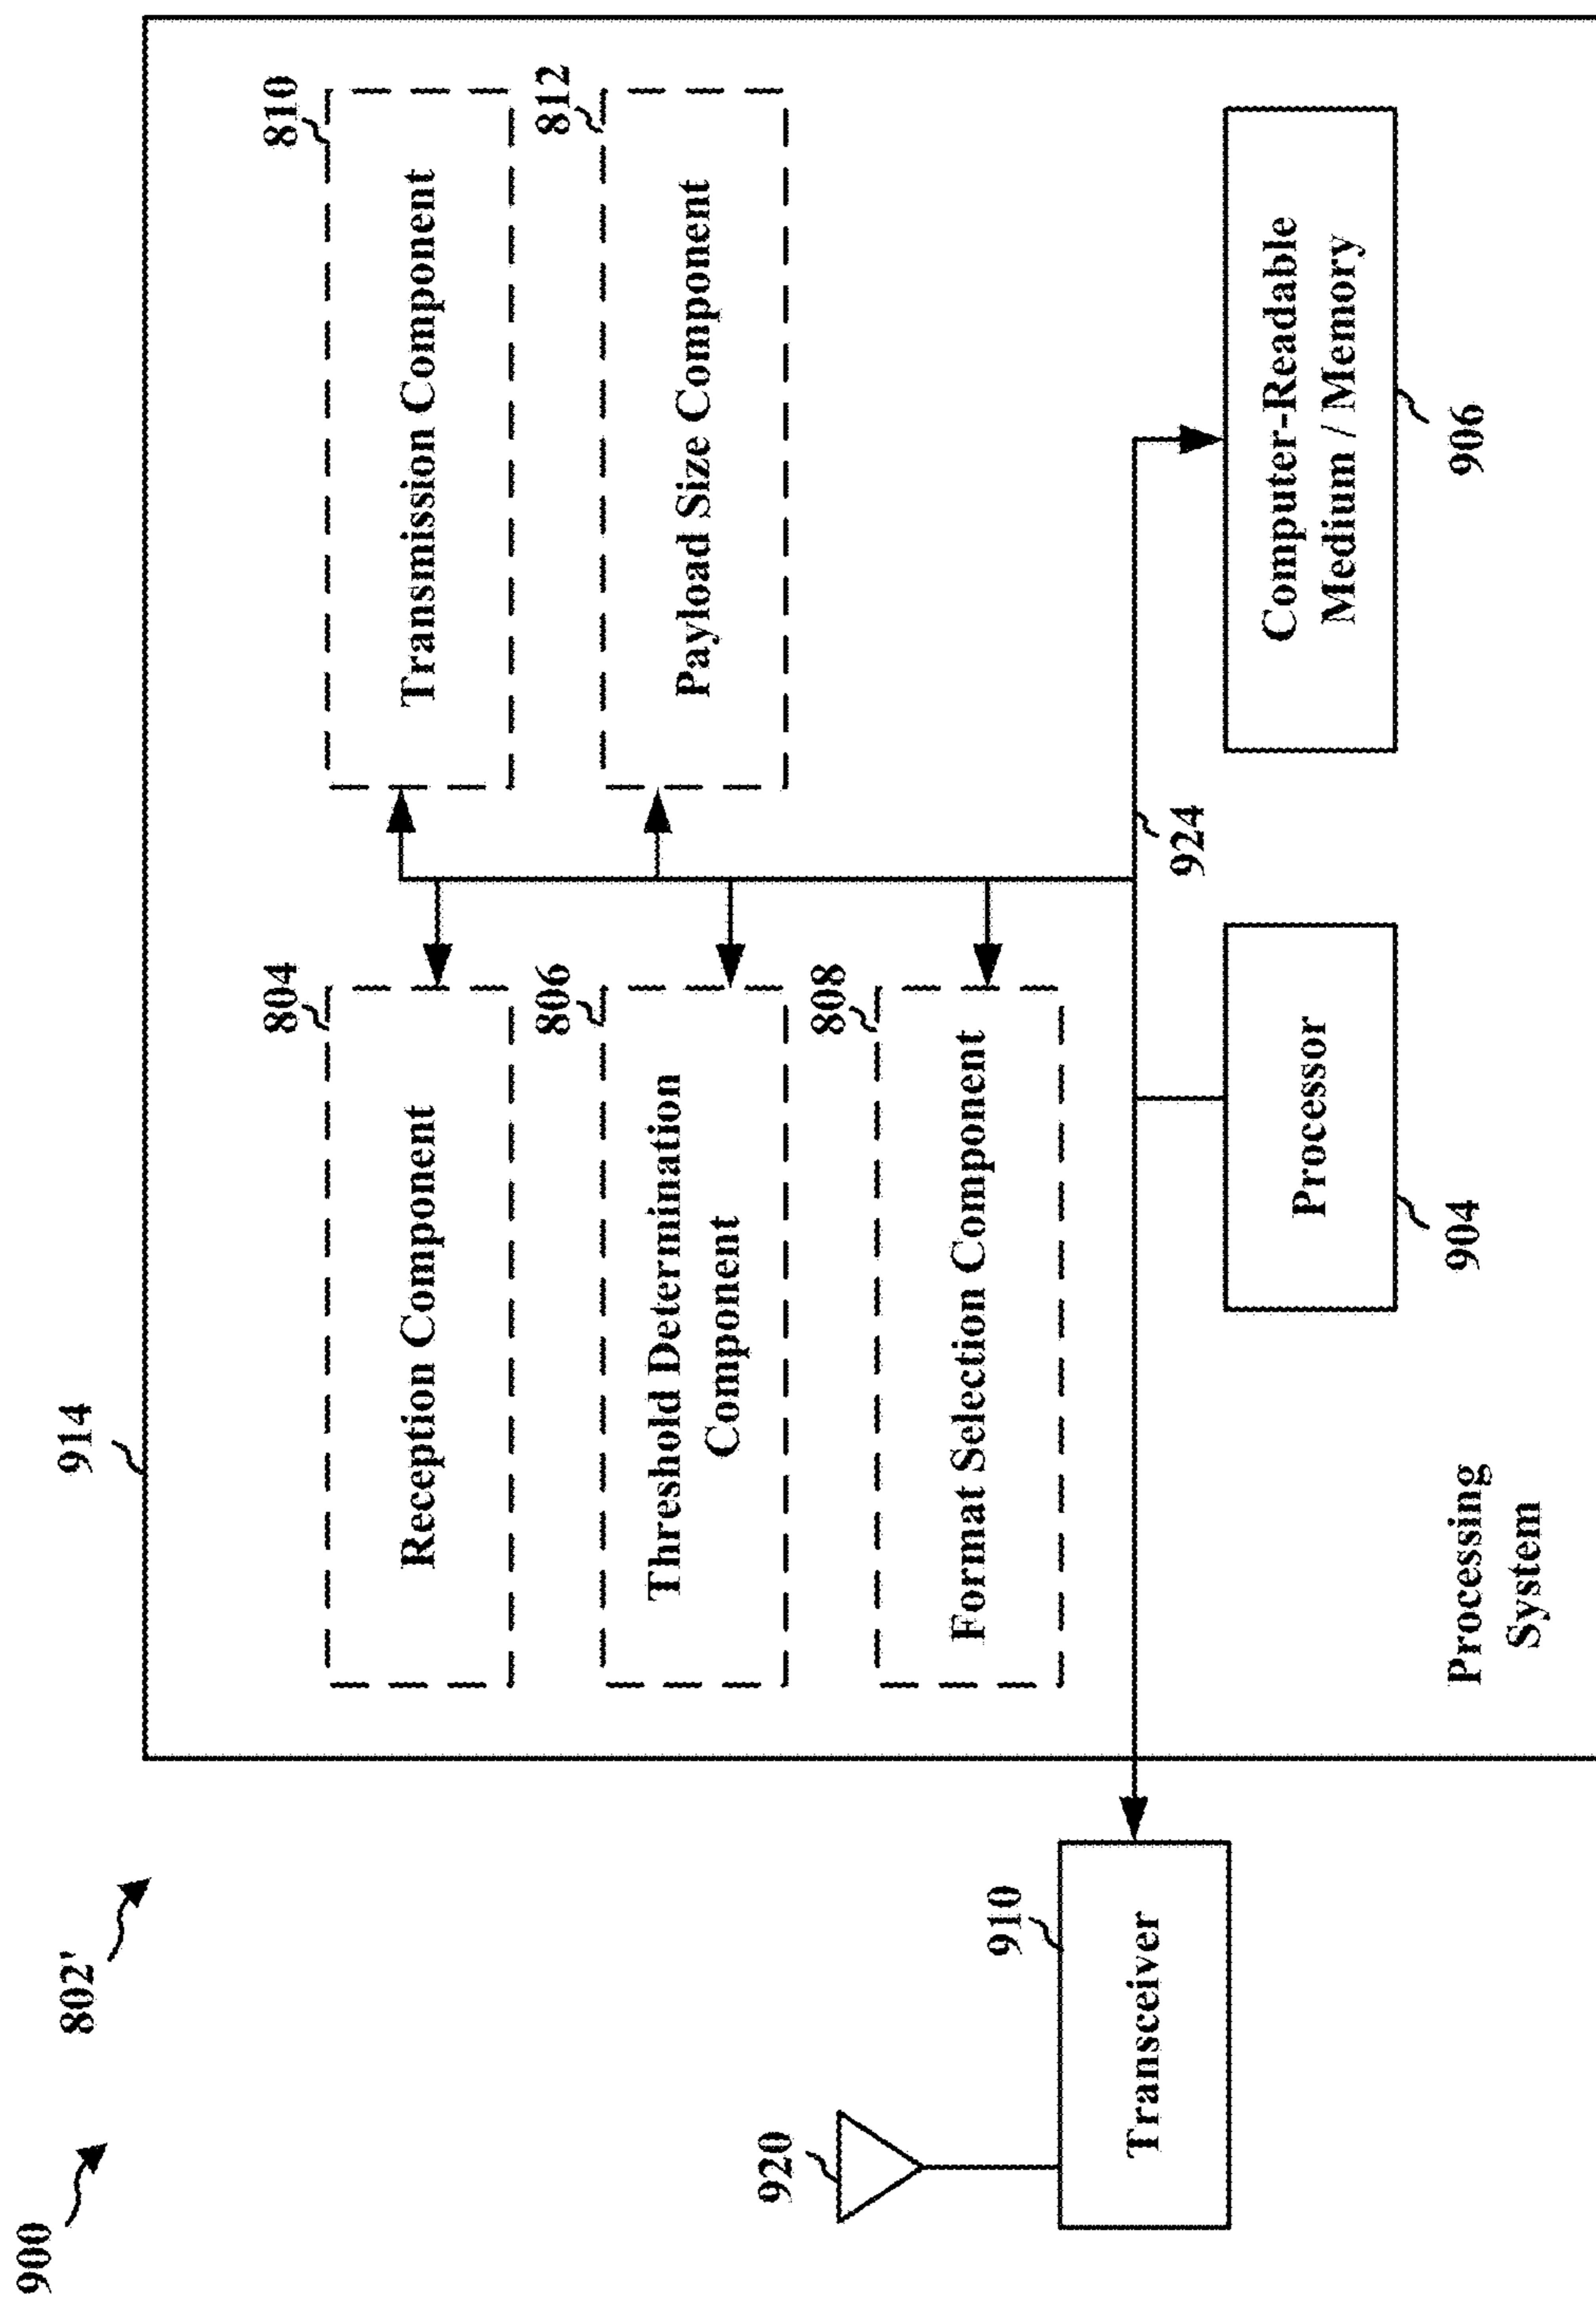 900
802'
914
804
Reception Component
810
Transmission Component
806
Threshold Determination
Component
812
Payload Size Component
808
Format Selection Component
920
910
Transceiver
924
Processor
904
Computer-Readable
Medium / Memory
906
Processing
System